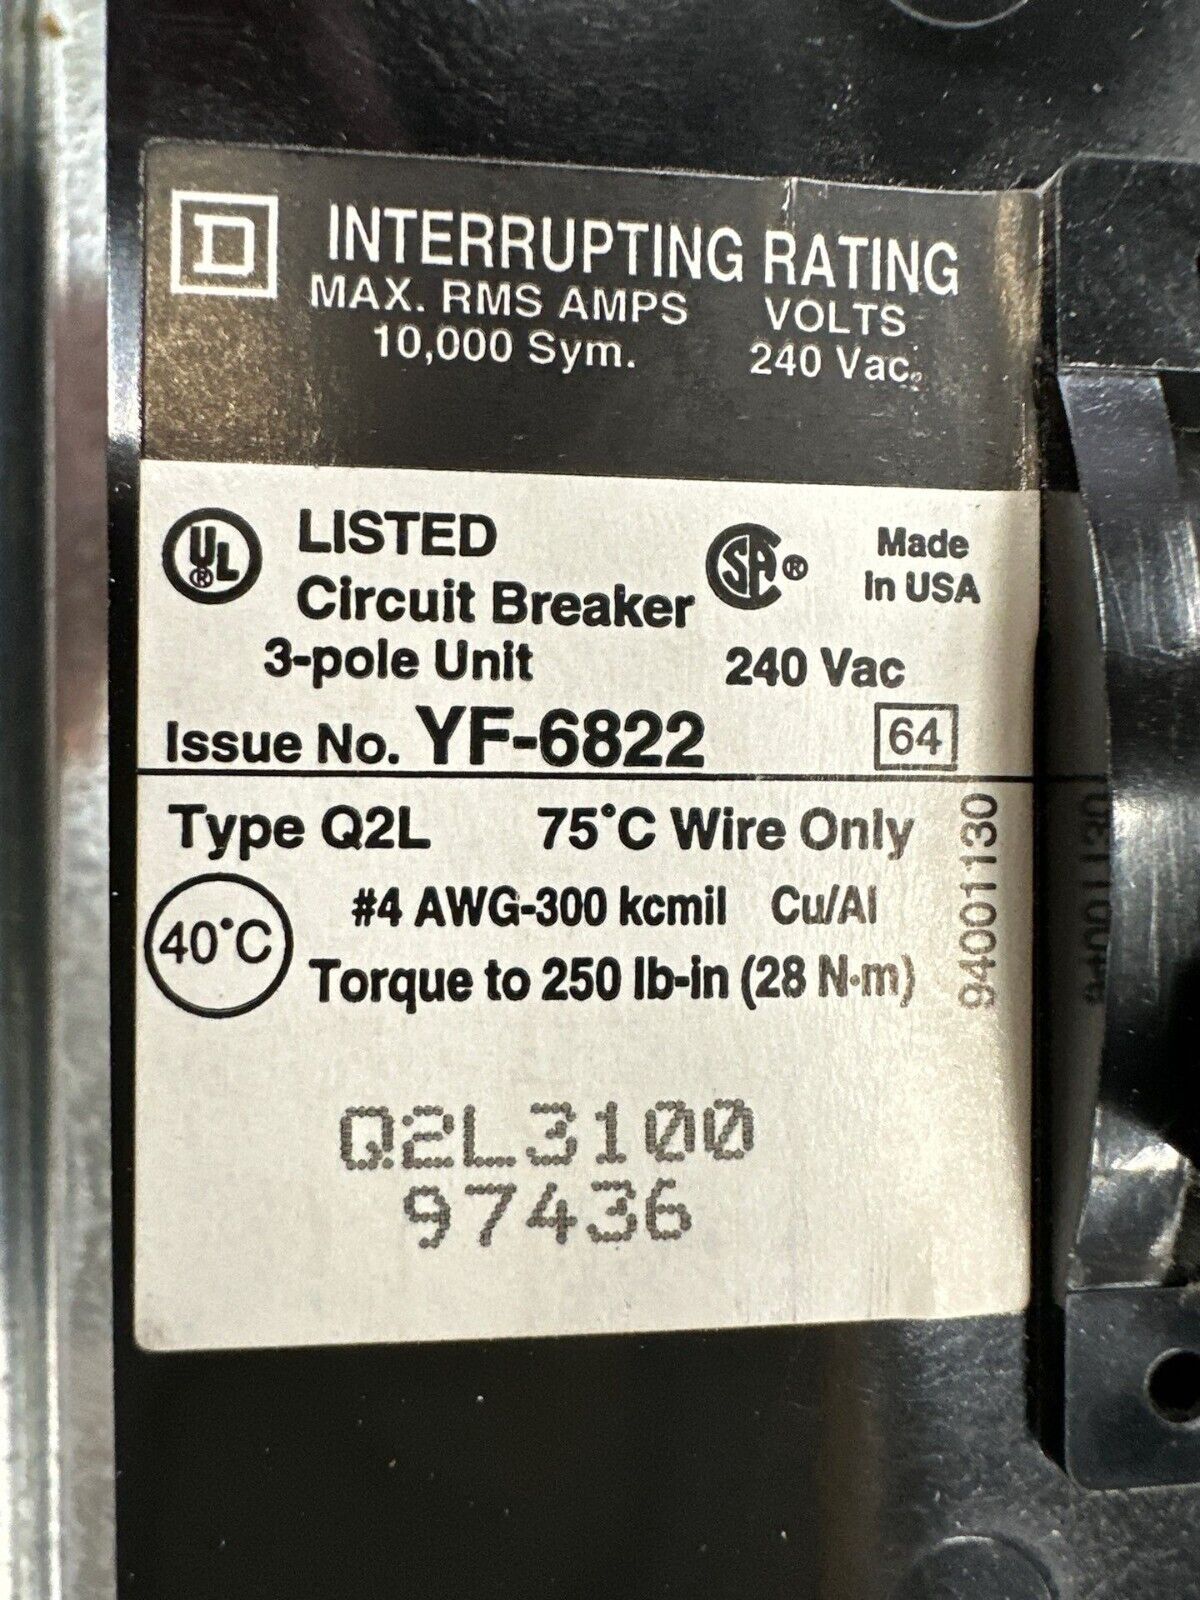 D INTERRUPTING RATING
MAX. RMS AMPS VOLTS
10,000 Sym. 240 Vac.
UL® LISTED
Circuit Breaker
SA® Made
in USA
3-pole Unit 240 Vac
Issue No. YF-6822 64
Type Q2L 75°C Wire Only
#4 AWG-300 kcmil Cu/Al
40°C Torque to 250 lb-in (28 N·m)
94001130
Q2L3100
97436